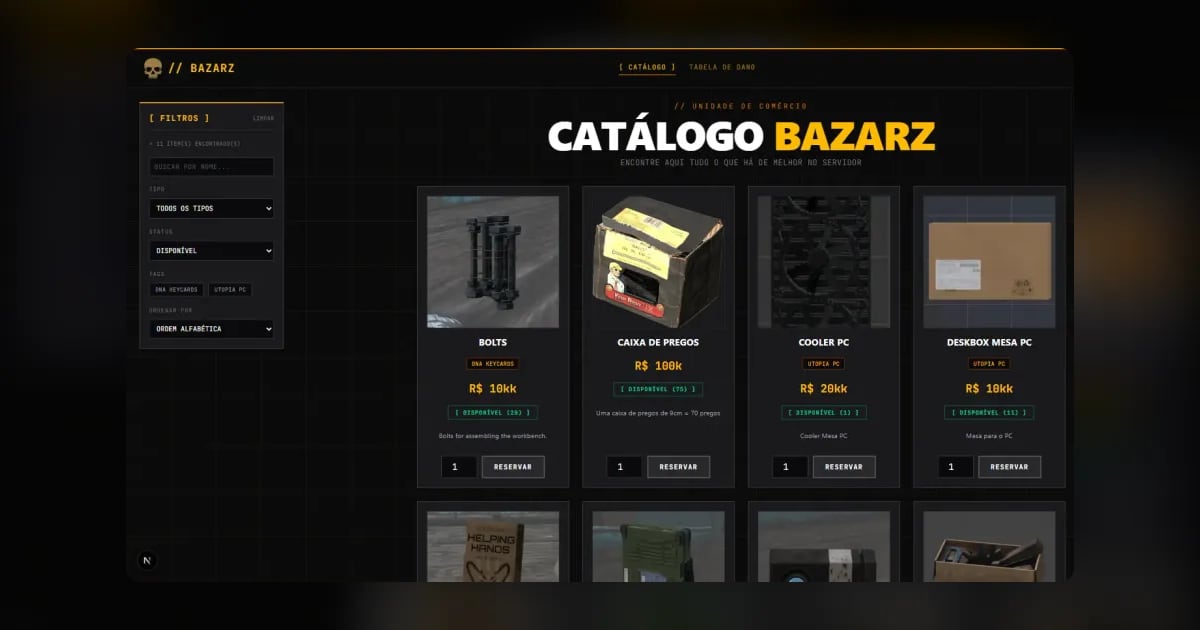 // BAZARZ
[ CATÁLOGO ]
TABELA DE DANO
[ FILTROS ]
LIMPAR
> 11 ITEM(S) ENCONTRADO(S)
BUSCAR POR NOME...
TIPO
TODOS OS TIPOS
STATUS
DISPONÍVEL
TAGS
DNA KEYCARDS
UTOPIA PC
ORDENAR POR
ORDEM ALFABÉTICA
// UNIDADE DE COMÉRCIO
CATÁLOGO BAZARZ
ENCONTRE AQUI TUDO O QUE HÁ DE MELHOR NO SERVIDOR
BOLTS
DNA KEYCARDS
R$ 10kk
[ DISPONÍVEL (20) ]
Bolts for assembling the workbench.
1
RESERVAR
CAIXA DE PREGOS
R$ 100k
[ DISPONÍVEL (75) ]
Uma caixa de pregos de 9cm = 70 pregos
1
RESERVAR
COOLER PC
UTOPIA PC
R$ 20kk
[ DISPONÍVEL (1) ]
Cooler Mesa PC
1
RESERVAR
DESKBOX MESA PC
UTOPIA PC
R$ 10kk
[ DISPONÍVEL (11) ]
Mesa para o PC
1
RESERVAR
HELPING
HANDS
N